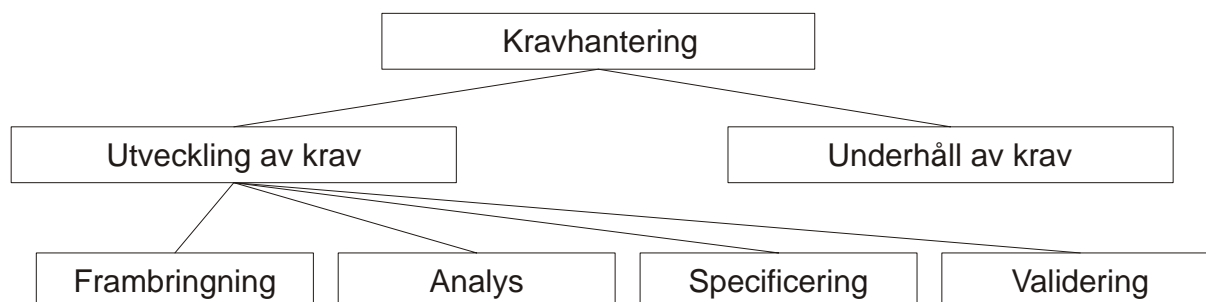 Kravhantering
Utveckling av krav
Underhåll av krav
Frambringning
Analys
Specificering
Validering